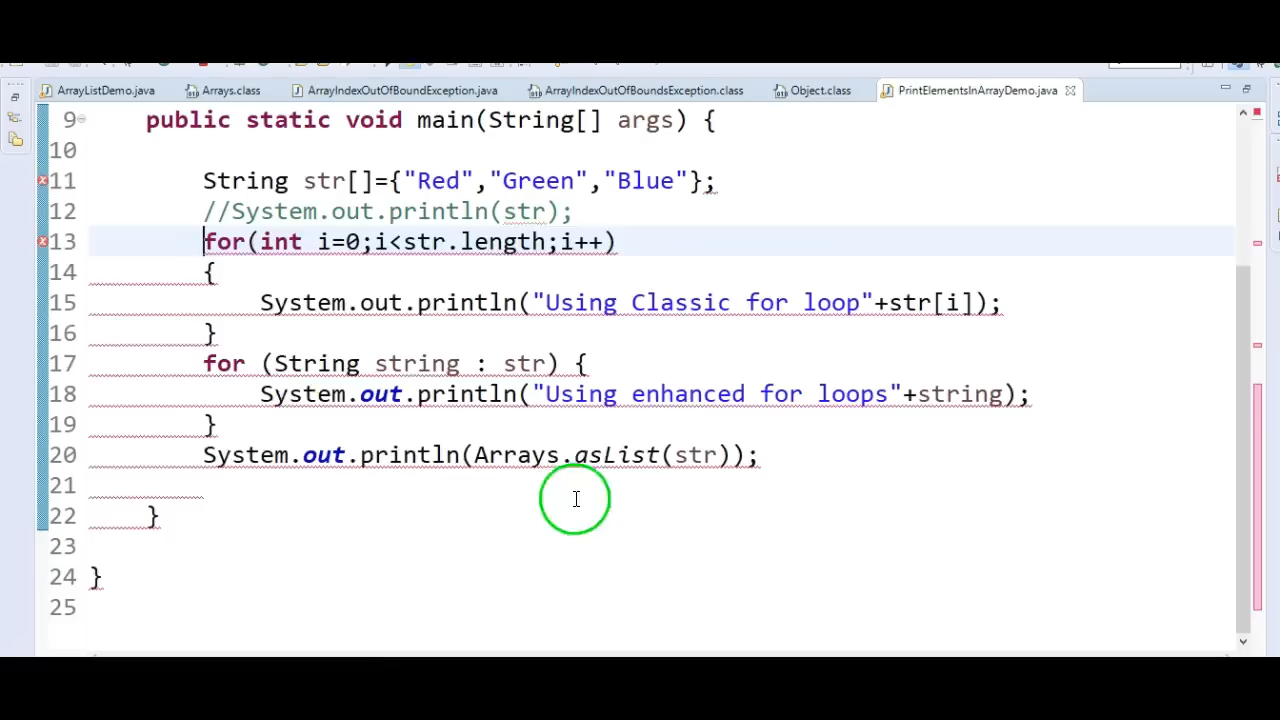 ArrayListDemo.java Arrays.class ArrayIndexOutOfBoundException.java ArrayIndexOutOfBoundsException.class Object.class PrintElementsInArrayDemo.java
9 public static void main(String[] args) {
10
11 String str[]={"Red","Green","Blue"};
12 //System.out.println(str);
13 for(int i=0;i<str.length;i++)
14 {
15 System.out.println("Using Classic for loop"+str[i]);
16 }
17 for (String string : str) {
18 System.out.println("Using enhanced for loops"+string);
19 }
20 System.out.println(Arrays.asList(str));
21
22 }
23
24 }
25